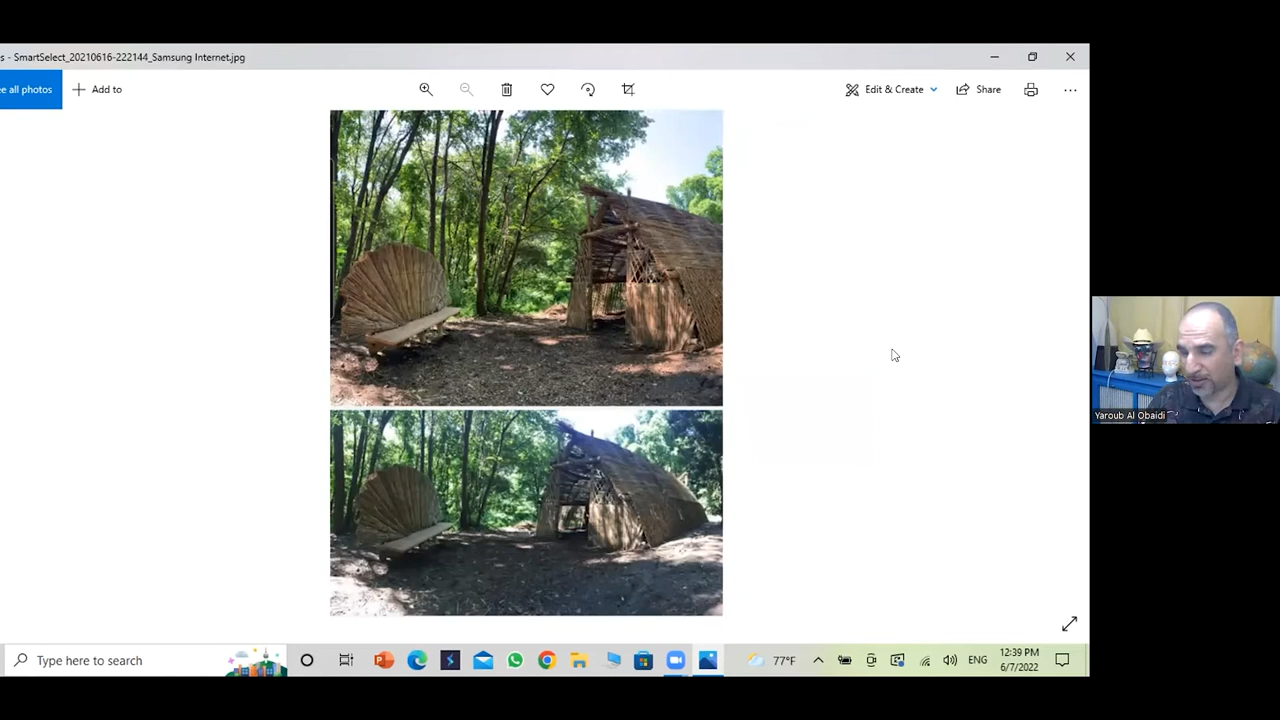 s - SmartSelect_20210616-222144_Samsung Internet.jpg
ee all photos
Add to
Edit & Create
Share
Yaroub Al Obaidi
Type here to search
77°F
ENG
12:39 PM
6/7/2022